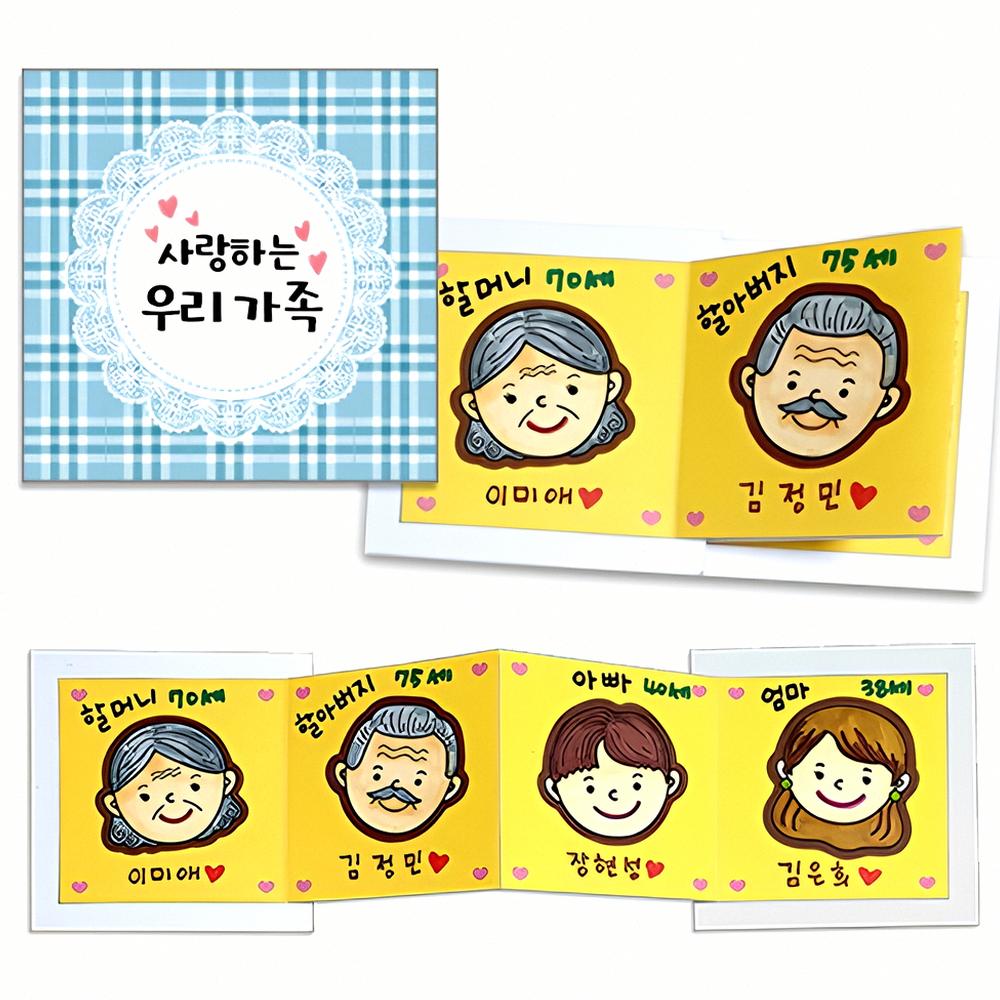 사랑하는
우리 가족
할머니 70세
이미애
할아버지 75세
김정민
할머니 70세
이미애
할아버지 75세
김정민
아빠 40세
장현성
엄마 38세
김은희